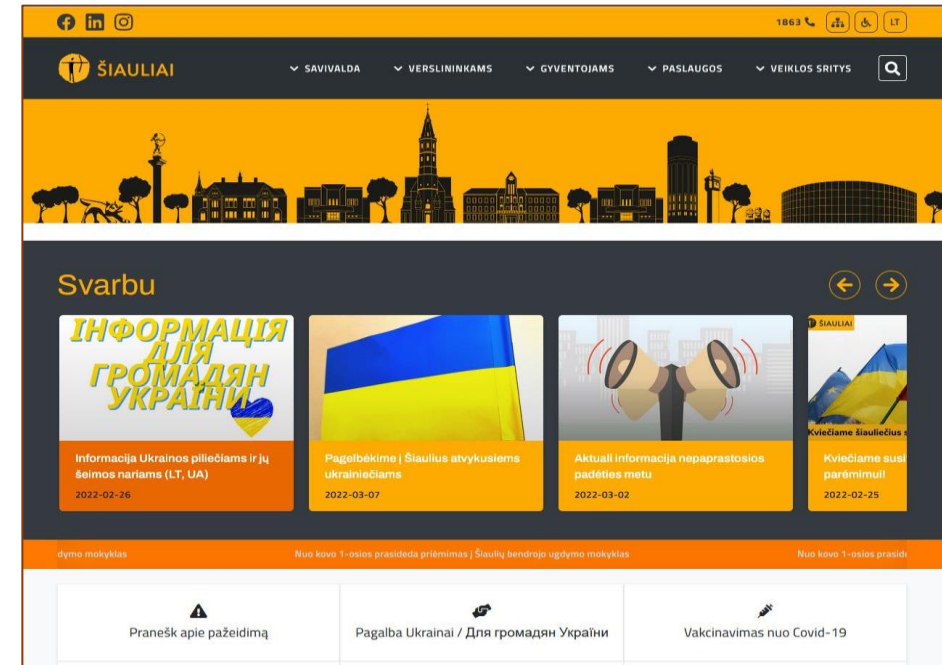 1863
LT
ŠIAULIAI
SAVIVALDA
VERSLININKAMS
GYVENTOJAMS
PASLAUGOS
VEIKLOS SRITYS
Svarbu
ІНФОРМАЦІЯ
ДЛЯ
ГРОМАДЯН
УКРАЇНИ
Informacija Ukrainos piliečiams ir jų
šeimos nariams (LT, UA)
2022-02-26
Pagelbėkime į Šiaulius atvykusiems
ukrainiečiams
2022-03-07
Aktuali informacija nepaprastosios
padėties metu
2022-03-02
ŠIAULIAI
Kviečiame šiauliečius s
Kviečiame susi
parėmimui!
2022-02-25
dymo mokyklas
Nuo kovo 1-osios prasideda priėmimas į Šiaulių bendrojo ugdymo mokyklas
Nuo kovo 1-osios praside
Pranešk apie pažeidimą
Pagalba Ukrainai / Для громадян України
Vakcinavimas nuo Covid-19